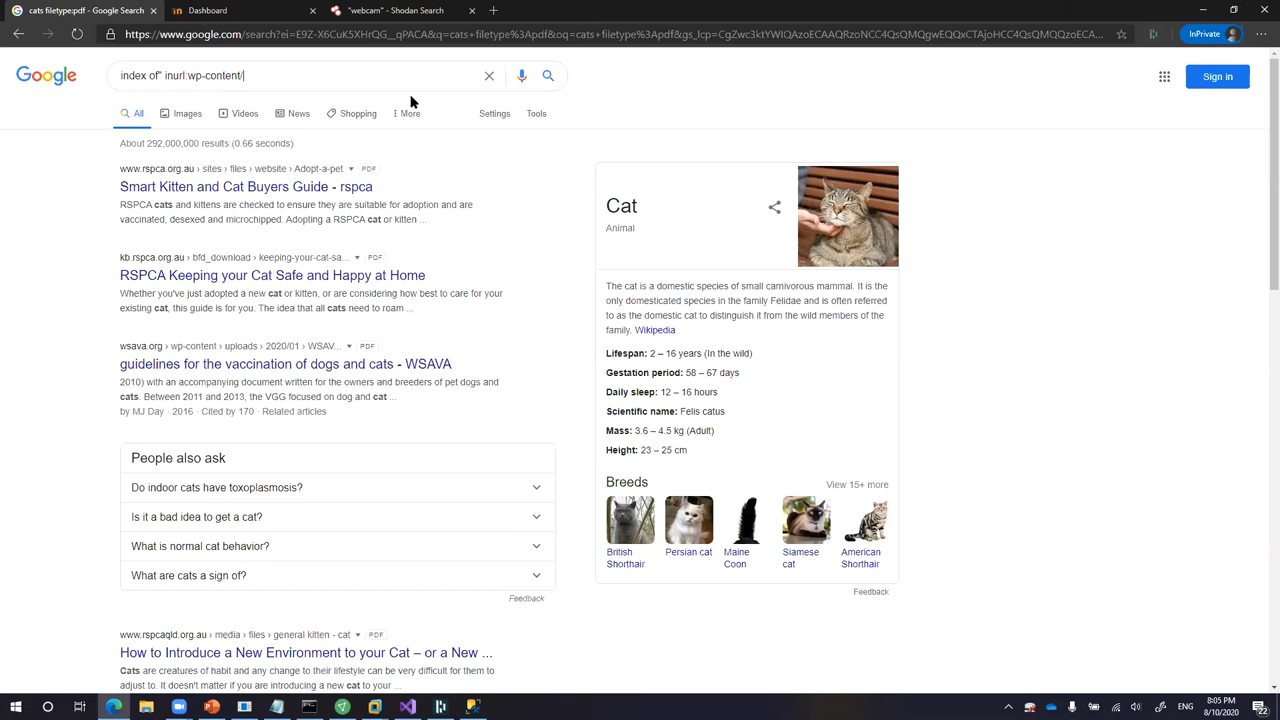 cats filetype:pdf - Google Search
Dashboard
"webcam" - Shodan Search
https://www.google.com/search?ei=E9Z-X6CuK5XHrQG__qPACA&q=cats+filetype%3Apdf&oq=cats+filetype%3Apdf&gs_lcp=
InPrivate
Google
index of" inurl:wp-content/
Sign in
All
Images
Videos
News
Shopping
More
Settings
Tools
About 292,000,000 results (0.66 seconds)
www.rspca.org.au › sites › files › website › Adopt-a-pet PDF
Smart Kitten and Cat Buyers Guide - rspca
RSPCA cats and kittens are checked to ensure they are suitable for adoption and are
vaccinated, desexed and microchipped. Adopting a RSPCA cat or kitten ...
kb.rspca.org.au › bfd_download › keeping-your-cat-sa... PDF
RSPCA Keeping your Cat Safe and Happy at Home
Whether you've just adopted a new cat or kitten, or are considering how best to care for your
existing cat, this guide is for you. The idea that all cats need to roam ...
wsava.org › wp-content › uploads › 2020/01 › WSAV... PDF
guidelines for the vaccination of dogs and cats - WSAVA
2010) with an accompanying document written for the owners and breeders of pet dogs and
cats. Between 2011 and 2013, the VGG focused on dog and cat ...
by MJ Day · 2016 · Cited by 170 · Related articles
People also ask
Do indoor cats have toxoplasmosis?
Is it a bad idea to get a cat?
What is normal cat behavior?
What are cats a sign of?
Feedback
www.rspcaqld.org.au › media › files › general kitten - cat PDF
How to Introduce a New Environment to your Cat – or a New ...
Cats are creatures of habit and any change to their lifestyle can be very difficult for them to
adjust to. It doesn't matter if you are introducing a new cat to your ...
Cat
Animal
The cat is a domestic species of small carnivorous mammal. It is the
only domesticated species in the family Felidae and is often referred
to as the domestic cat to distinguish it from the wild members of the
family. Wikipedia
Lifespan: 2 – 16 years (In the wild)
Gestation period: 58 – 67 days
Daily sleep: 12 – 16 hours
Scientific name: Felis catus
Mass: 3.6 – 4.5 kg (Adult)
Height: 23 – 25 cm
Breeds
View 15+ more
British
Shorthair
Persian cat
Maine
Coon
Siamese
cat
American
Shorthair
Feedback
ENG
8:05 PM
8/10/2020
22